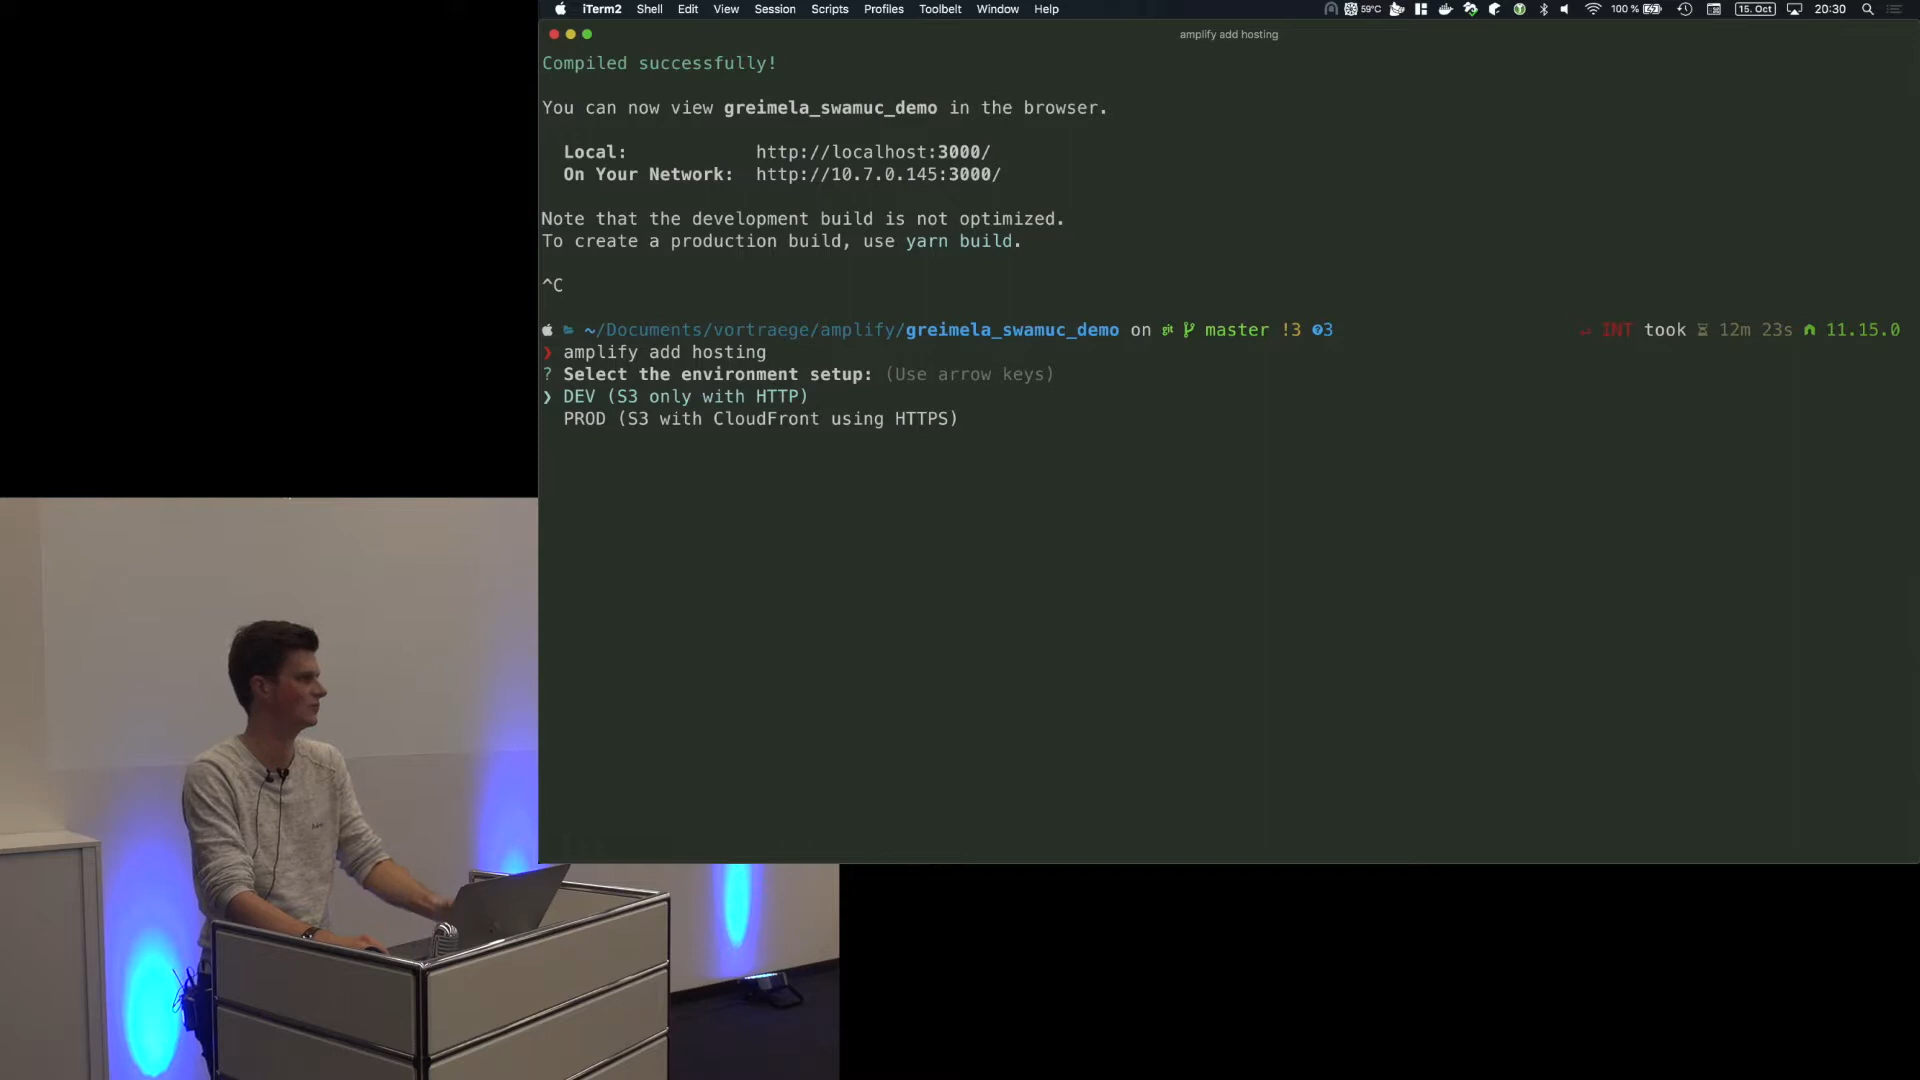 iTerm2 Shell Edit View Session Scripts Profiles Toolbelt Window Help 59°C 100 % 15. Oct 20:30
amplify add hosting
Compiled successfully!
You can now view greimela_swamuc_demo in the browser.
Local: http://localhost:3000/
On Your Network: http://10.7.0.145:3000/
Note that the development build is not optimized.
To create a production build, use yarn build.
^C
~/Documents/vortraege/amplify/greimela_swamuc_demo on git master !3 ?3 INT took 12m 23s 11.15.0
❯ amplify add hosting
? Select the environment setup: (Use arrow keys)
❯ DEV (S3 only with HTTP)
PROD (S3 with CloudFront using HTTPS)